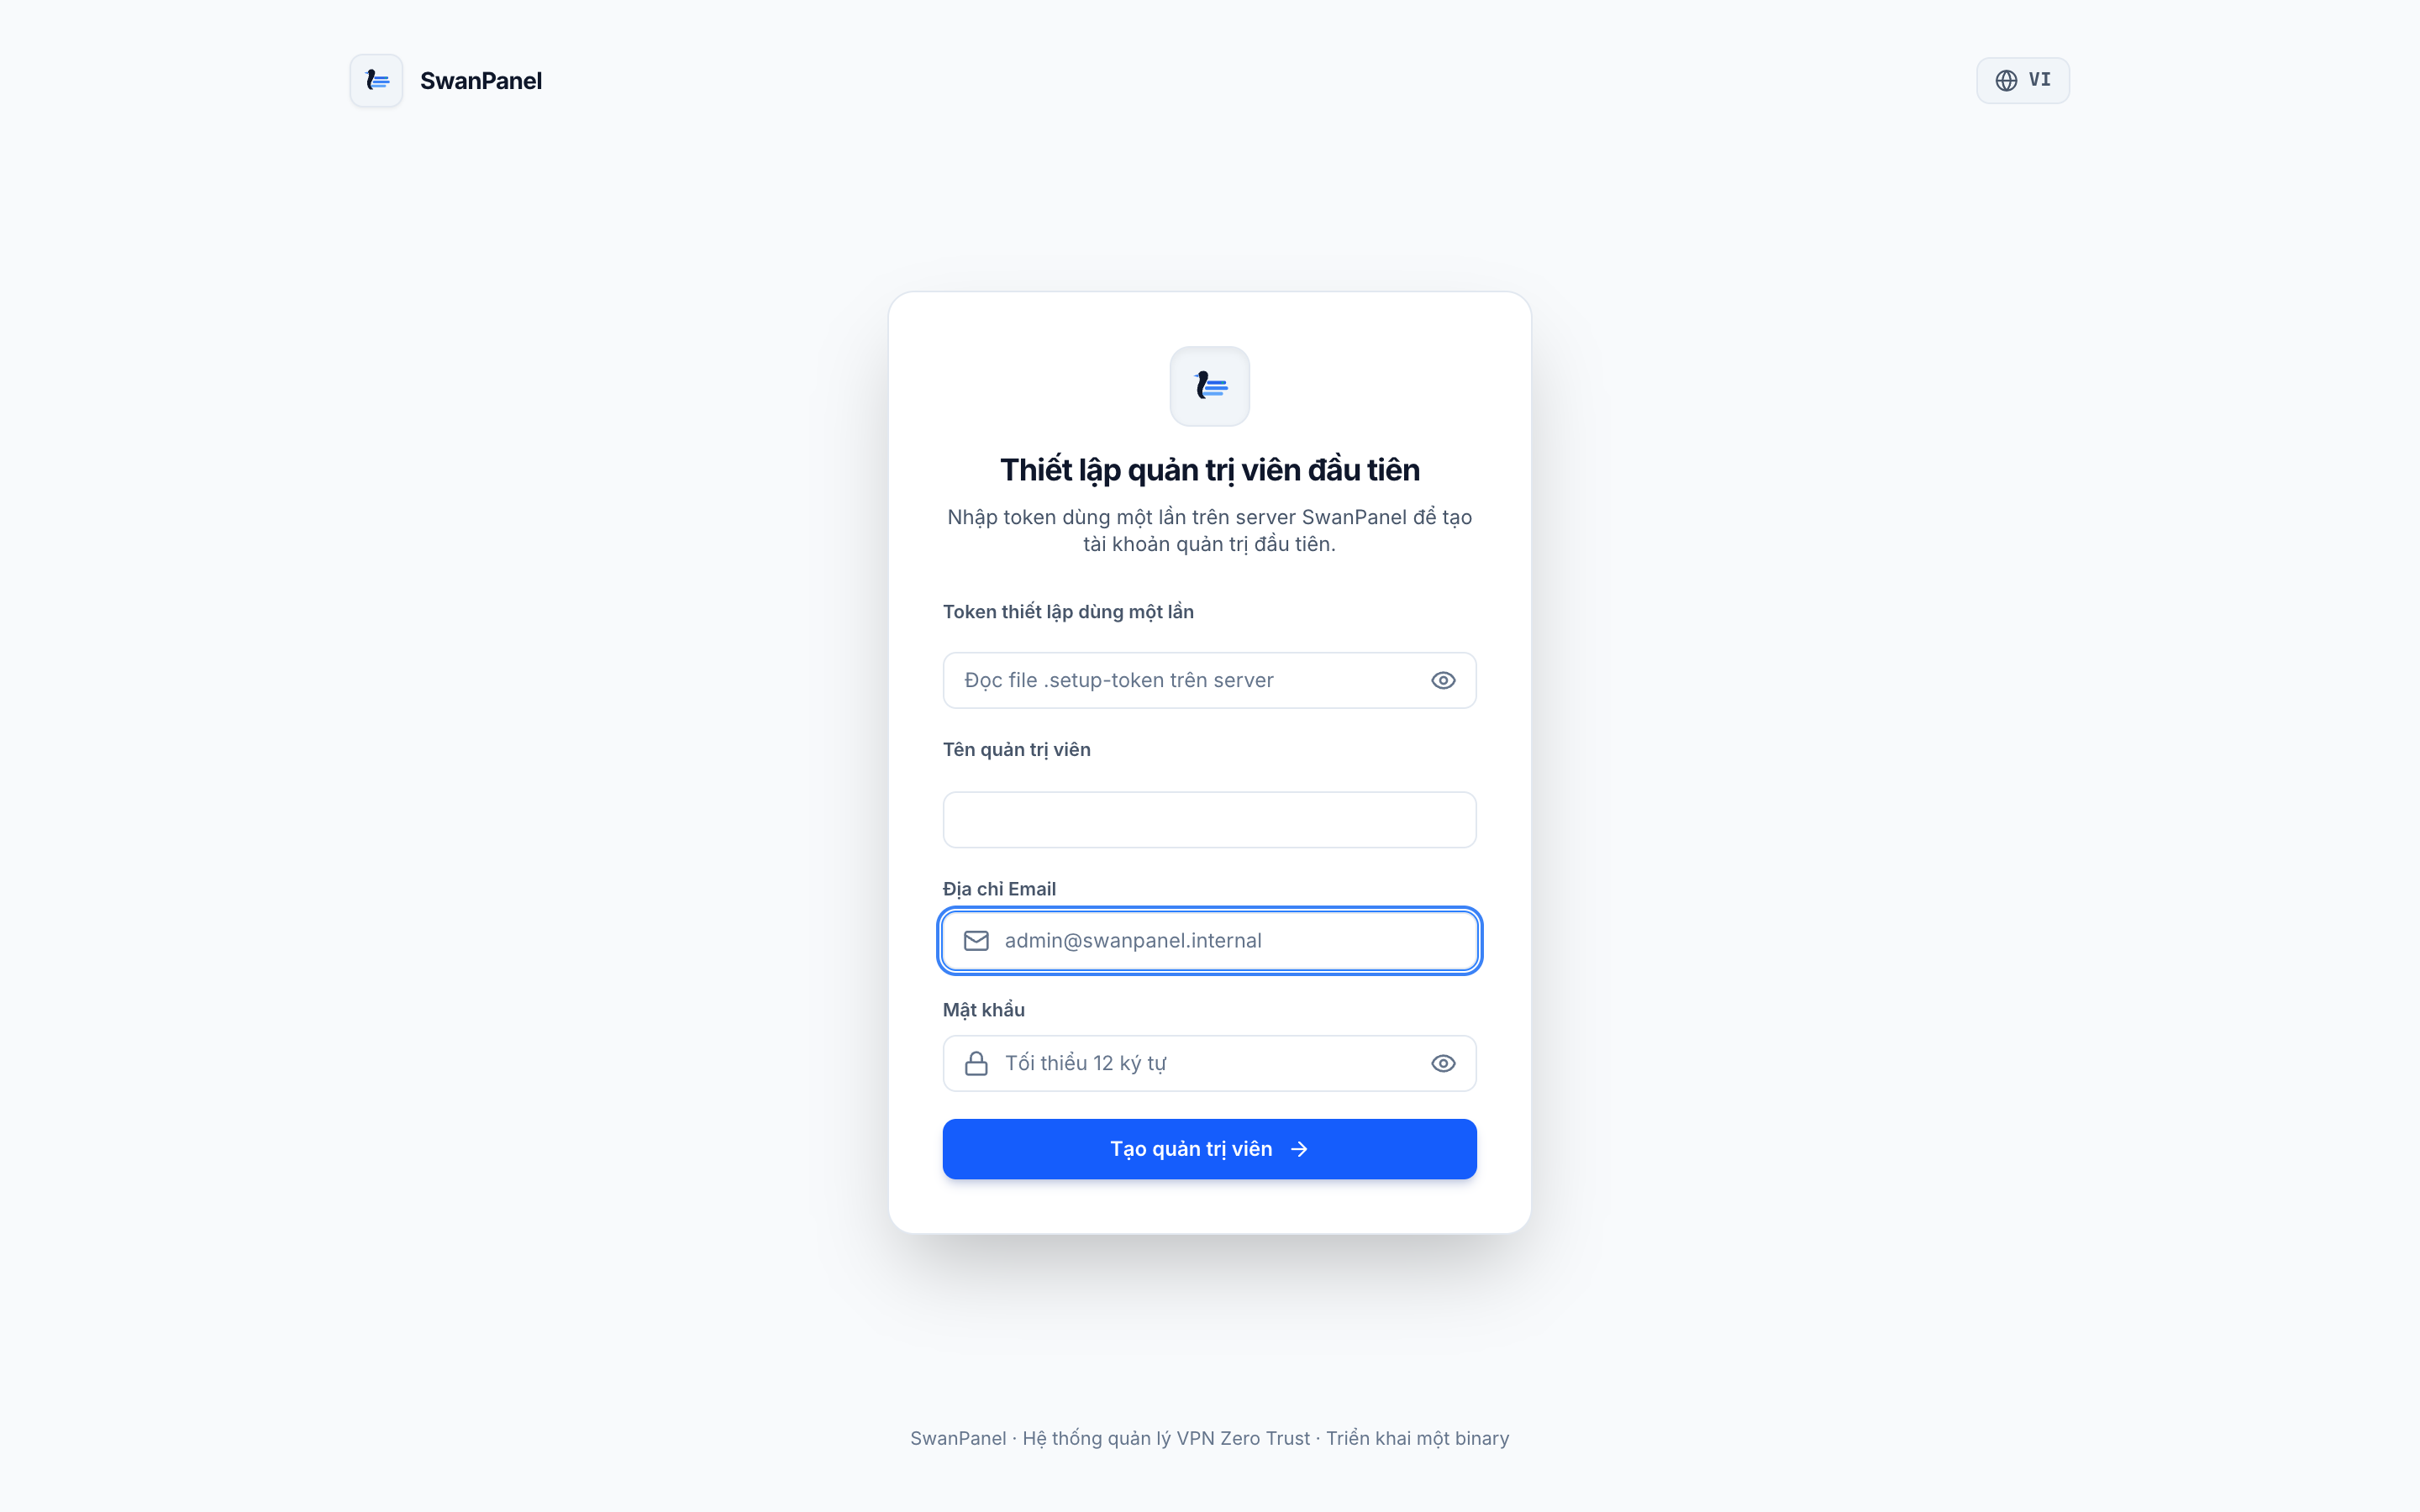 SwanPanel
VI
Thiết lập quản trị viên đầu tiên
Nhập token dùng một lần trên server SwanPanel để tạo
tài khoản quản trị đầu tiên.
Token thiết lập dùng một lần
Đọc file .setup-token trên server
Tên quản trị viên
Địa chỉ Email
admin@swanpanel.internal
Mật khẩu
Tối thiểu 12 ký tự
Tạo quản trị viên →
SwanPanel · Hệ thống quản lý VPN Zero Trust · Triển khai một binary